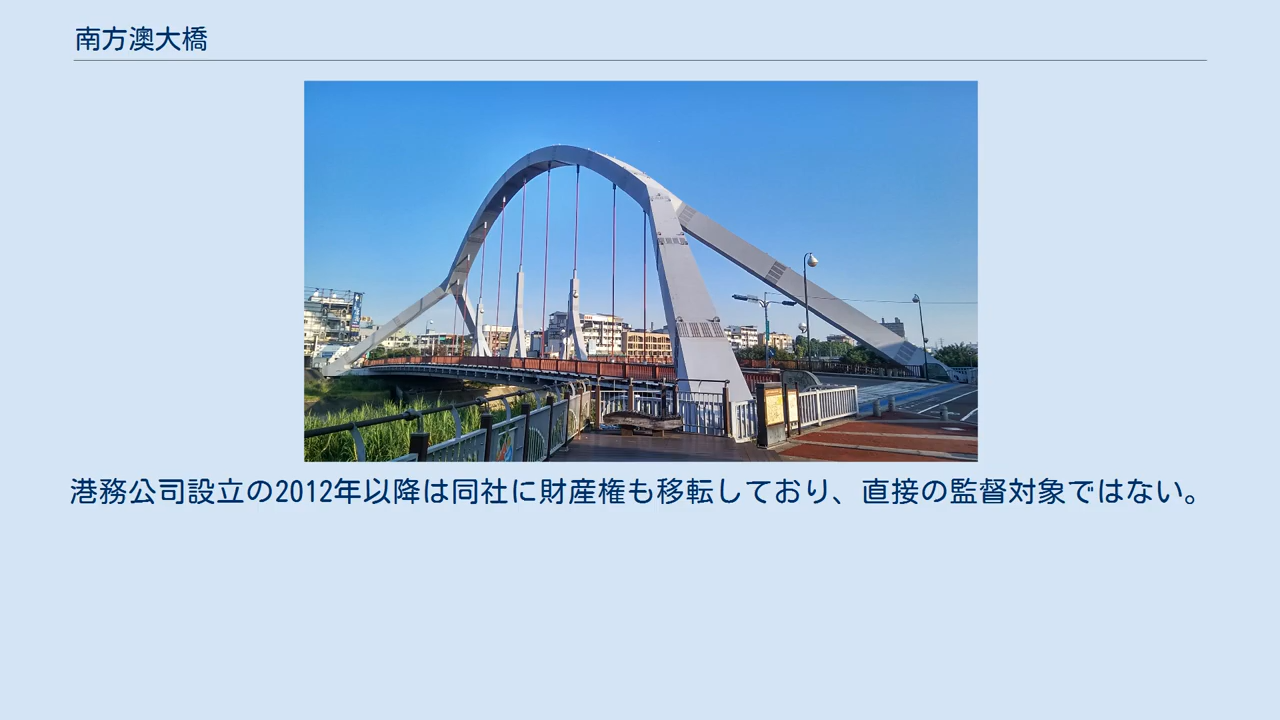 南方澳大橋
港務公司設立の2012年以降は同社に財産権も移転しており、直接の監督対象ではない。